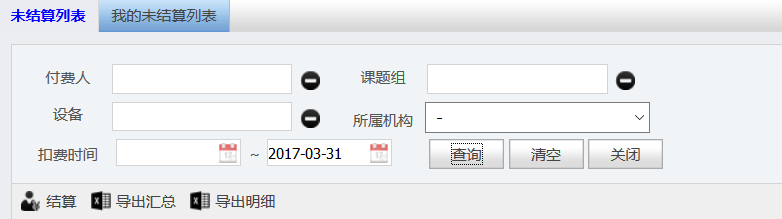 未结算列表 我的未结算列表
付费人 课题组
设备 所属机构 -
扣费时间 ~ 2017-03-31 查询 清空 关闭
结算 导出汇总 导出明细